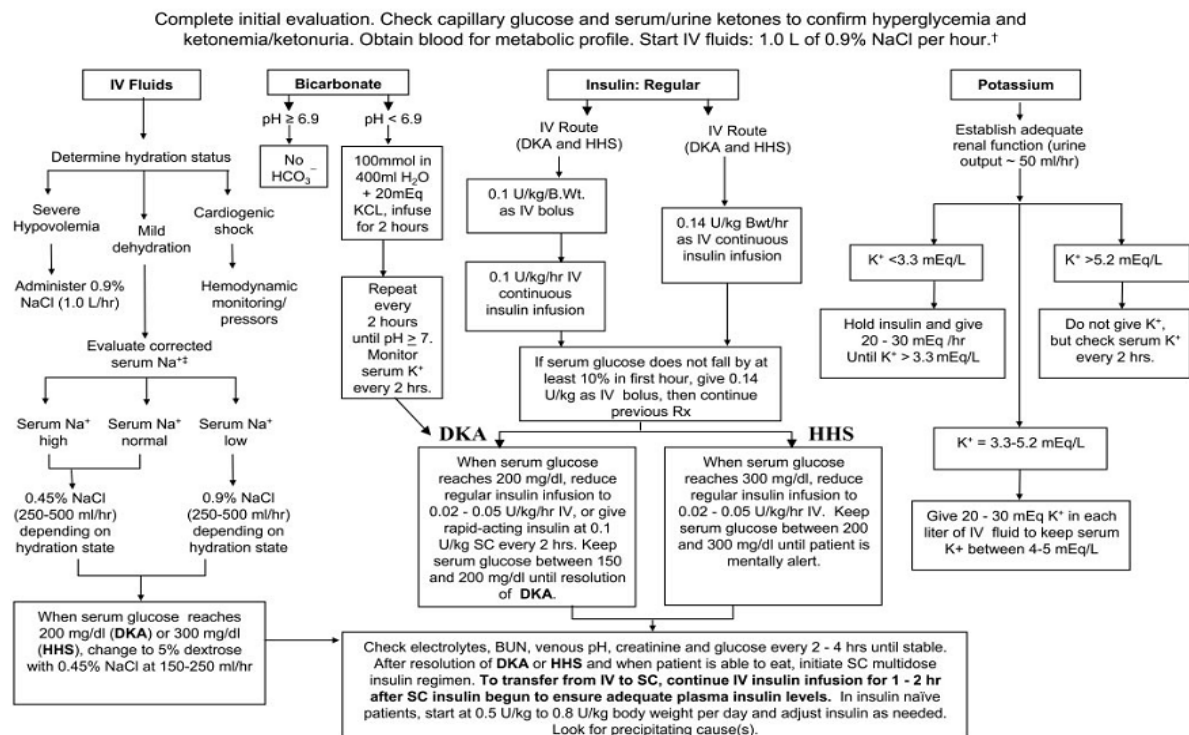 Complete initial evaluation. Check capillary glucose and serum/urine ketones to confirm hyperglycemia and
ketonemia/ketonuria. Obtain blood for metabolic profile. Start IV fluids: 1.0 L of 0.9% NaCl per hour.†
IV Fluids
Determine hydration status
Severe
Hypovolemia
Mild
dehydration
Cardiogenic
shock
Administer 0.9%
NaCl (1.0 L/hr)
Hemodynamic
monitoring/
pressors
Evaluate corrected
serum Na⁺‡
Serum Na⁺
high
Serum Na⁺
normal
Serum Na⁺
low
0.45% NaCl
(250-500 ml/hr)
depending on
hydration state
0.9% NaCl
(250-500 ml/hr)
depending on
hydration state
When serum glucose reaches
200 mg/dl (DKA) or 300 mg/dl
(HHS), change to 5% dextrose
with 0.45% NaCl at 150-250 ml/hr
Bicarbonate
pH ≥ 6.9
pH < 6.9
No
HCO₃⁻
100mmol in
400ml H₂O
+ 20mEq
KCL, infuse
for 2 hours
Repeat
every
2 hours
until pH ≥ 7.
Monitor
serum K⁺
every 2 hrs.
Insulin: Regular
IV Route
(DKA and HHS)
IV Route
(DKA and HHS)
0.1 U/kg/B.Wt.
as IV bolus
0.14 U/kg Bwt/hr
as IV continuous
insulin infusion
0.1 U/kg/hr IV
continuous
insulin infusion
If serum glucose does not fall by at
least 10% in first hour, give 0.14
U/kg as IV bolus, then continue
previous Rx
DKA
HHS
When serum glucose
reaches 200 mg/dl, reduce
regular insulin infusion to
0.02 - 0.05 U/kg/hr IV, or give
rapid-acting insulin at 0.1
U/kg SC every 2 hrs. Keep
serum glucose between 150
and 200 mg/dl until resolution
of DKA.
When serum glucose
reaches 300 mg/dl, reduce
regular insulin infusion to
0.02 - 0.05 U/kg/hr IV. Keep
serum glucose between 200
and 300 mg/dl until patient is
mentally alert.
Potassium
Establish adequate
renal function (urine
output ~ 50 ml/hr)
K⁺ <3.3 mEq/L
K⁺ >5.2 mEq/L
Hold insulin and give
20 - 30 mEq /hr
Until K⁺ > 3.3 mEq/L
Do not give K⁺,
but check serum K⁺
every 2 hrs.
K⁺ = 3.3-5.2 mEq/L
Give 20 - 30 mEq K⁺ in each
liter of IV fluid to keep serum
K+ between 4-5 mEq/L
Check electrolytes, BUN, venous pH, creatinine and glucose every 2 - 4 hrs until stable.
After resolution of DKA or HHS and when patient is able to eat, initiate SC multidose
insulin regimen. To transfer from IV to SC, continue IV insulin infusion for 1 - 2 hr
after SC insulin begun to ensure adequate plasma insulin levels. In insulin naïve
patients, start at 0.5 U/kg to 0.8 U/kg body weight per day and adjust insulin as needed.
Look for precipitating cause(s).